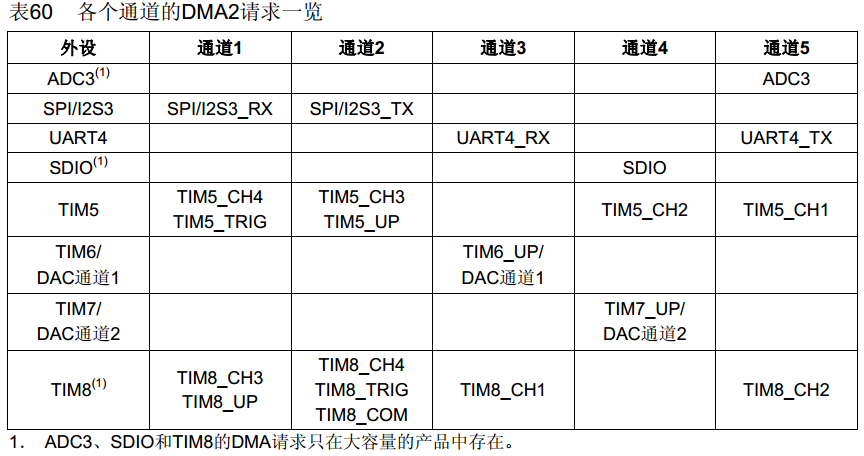 表60 各个通道的DMA2请求一览
外设 通道1 通道2 通道3 通道4 通道5
ADC3(1) ADC3
SPI/I2S3 SPI/I2S3_RX SPI/I2S3_TX
UART4 UART4_RX UART4_TX
SDIO(1) SDIO
TIM5 TIM5_CH4 TIM5_CH3 TIM5_CH2 TIM5_CH1
TIM5_TRIG TIM5_UP
TIM6/ TIM6_UP/
DAC通道1 DAC通道1
TIM7/ TIM7_UP/
DAC通道2 DAC通道2
TIM8(1) TIM8_CH3 TIM8_CH4 TIM8_CH1 TIM8_CH2
TIM8_UP TIM8_TRIG
TIM8_COM
1. ADC3、SDIO和TIM8的DMA请求只在大容量的产品中存在。